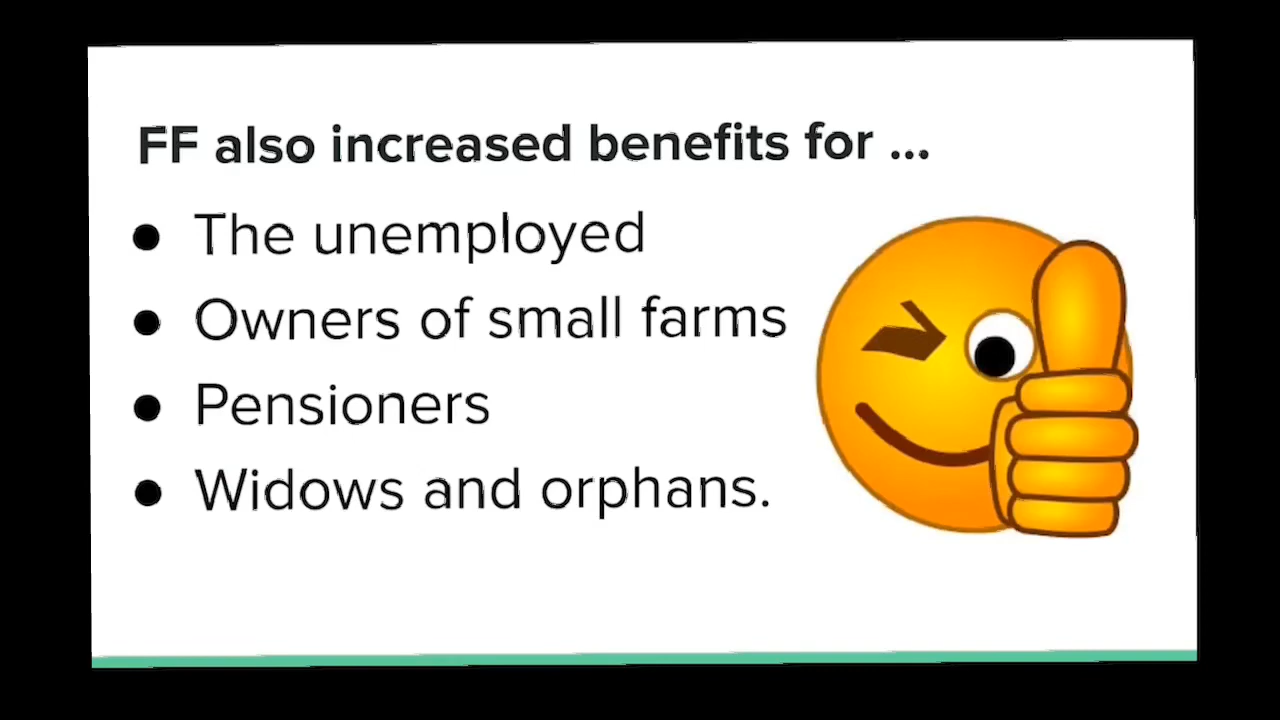 FF also increased benefits for ...
● The unemployed
● Owners of small farms
● Pensioners
● Widows and orphans.